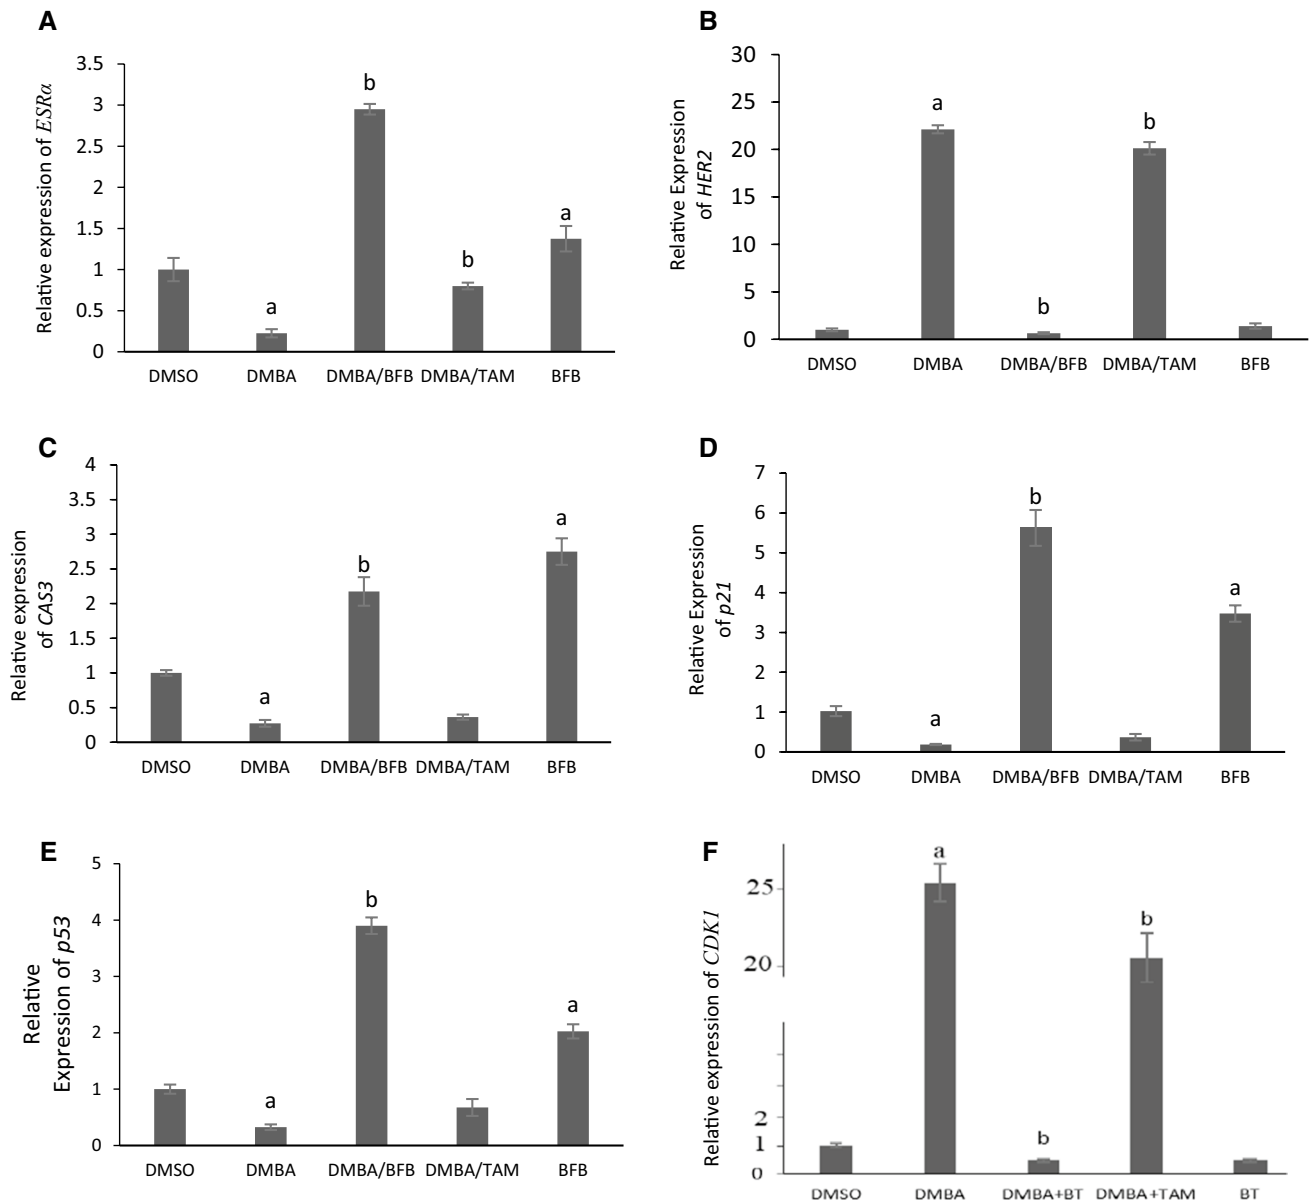 A
Relative expression of ESRα
3.5
3
2.5
2
1.5
1
0.5
0
a
b
b
a
DMSO DMBA DMBA/BFB DMBA/TAM BFB
B
Relative Expression
of HER2
30
25
20
15
10
5
0
a
b
b
DMSO DMBA DMBA/BFB DMBA/TAM BFB
C
Relative expression
of CAS3
4
3.5
3
2.5
2
1.5
1
0.5
0
a
b
a
DMSO DMBA DMBA/BFB DMBA/TAM BFB
D
Relative Expression
of p21
7
6
5
4
3
2
1
0
a
b
a
DMSO DMBA DMBA/BFB DMBA/TAM BFB
E
Relative
Expression of p53
5
4
3
2
1
0
a
b
a
DMSO DMBA DMBA/BFB DMBA/TAM BFB
F
Relative expression of CDK1
25
20
2
1
0
a
b
b
DMSO DMBA DMBA+BT DMBA+TAM BT